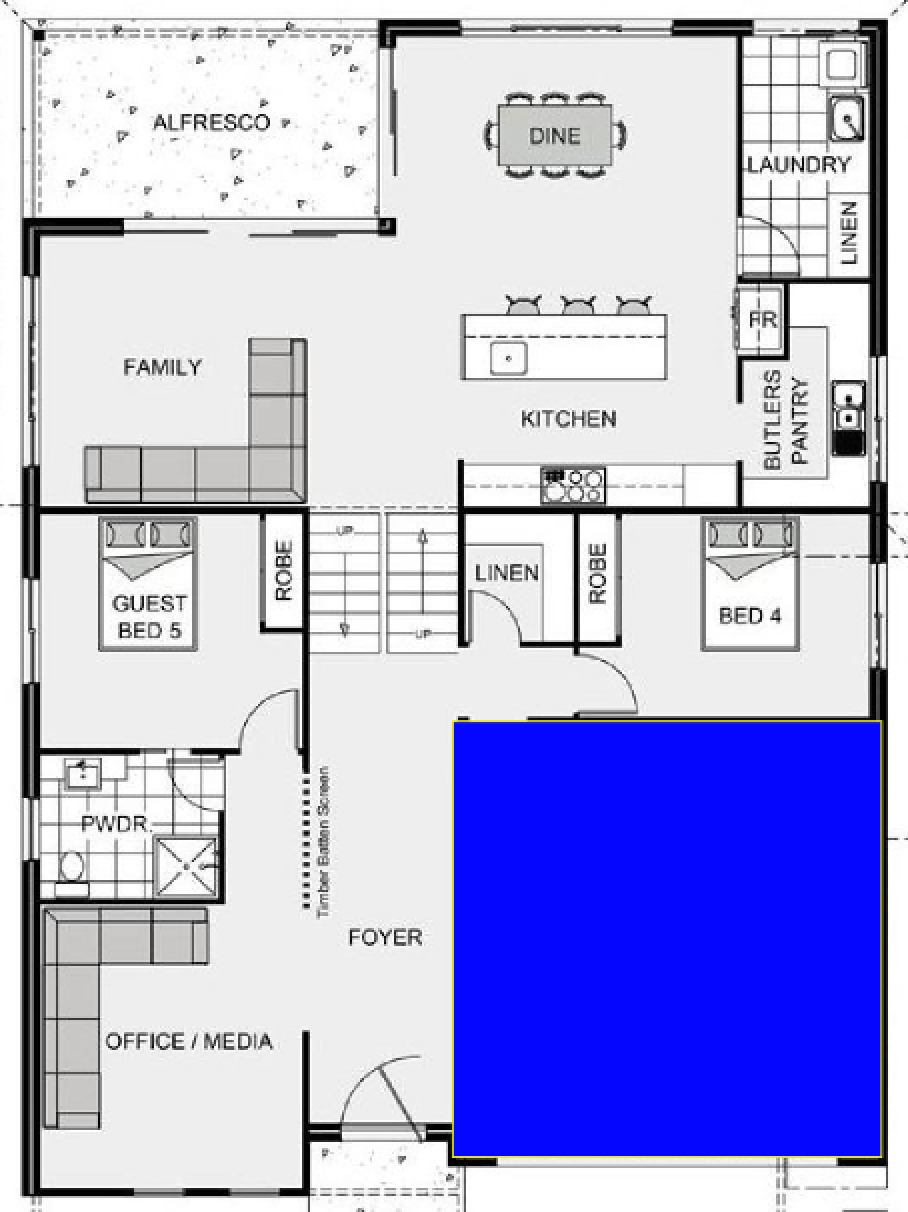 ALFRESCO
DINE
LAUNDRY
LINEN
FR
FAMILY
KITCHEN
BUTLERS
PANTRY
UP
ROBE
LINEN
ROBE
GUEST
BED 5
BED 4
UP
Timber Batten Screen
PWDR.
FOYER
OFFICE / MEDIA